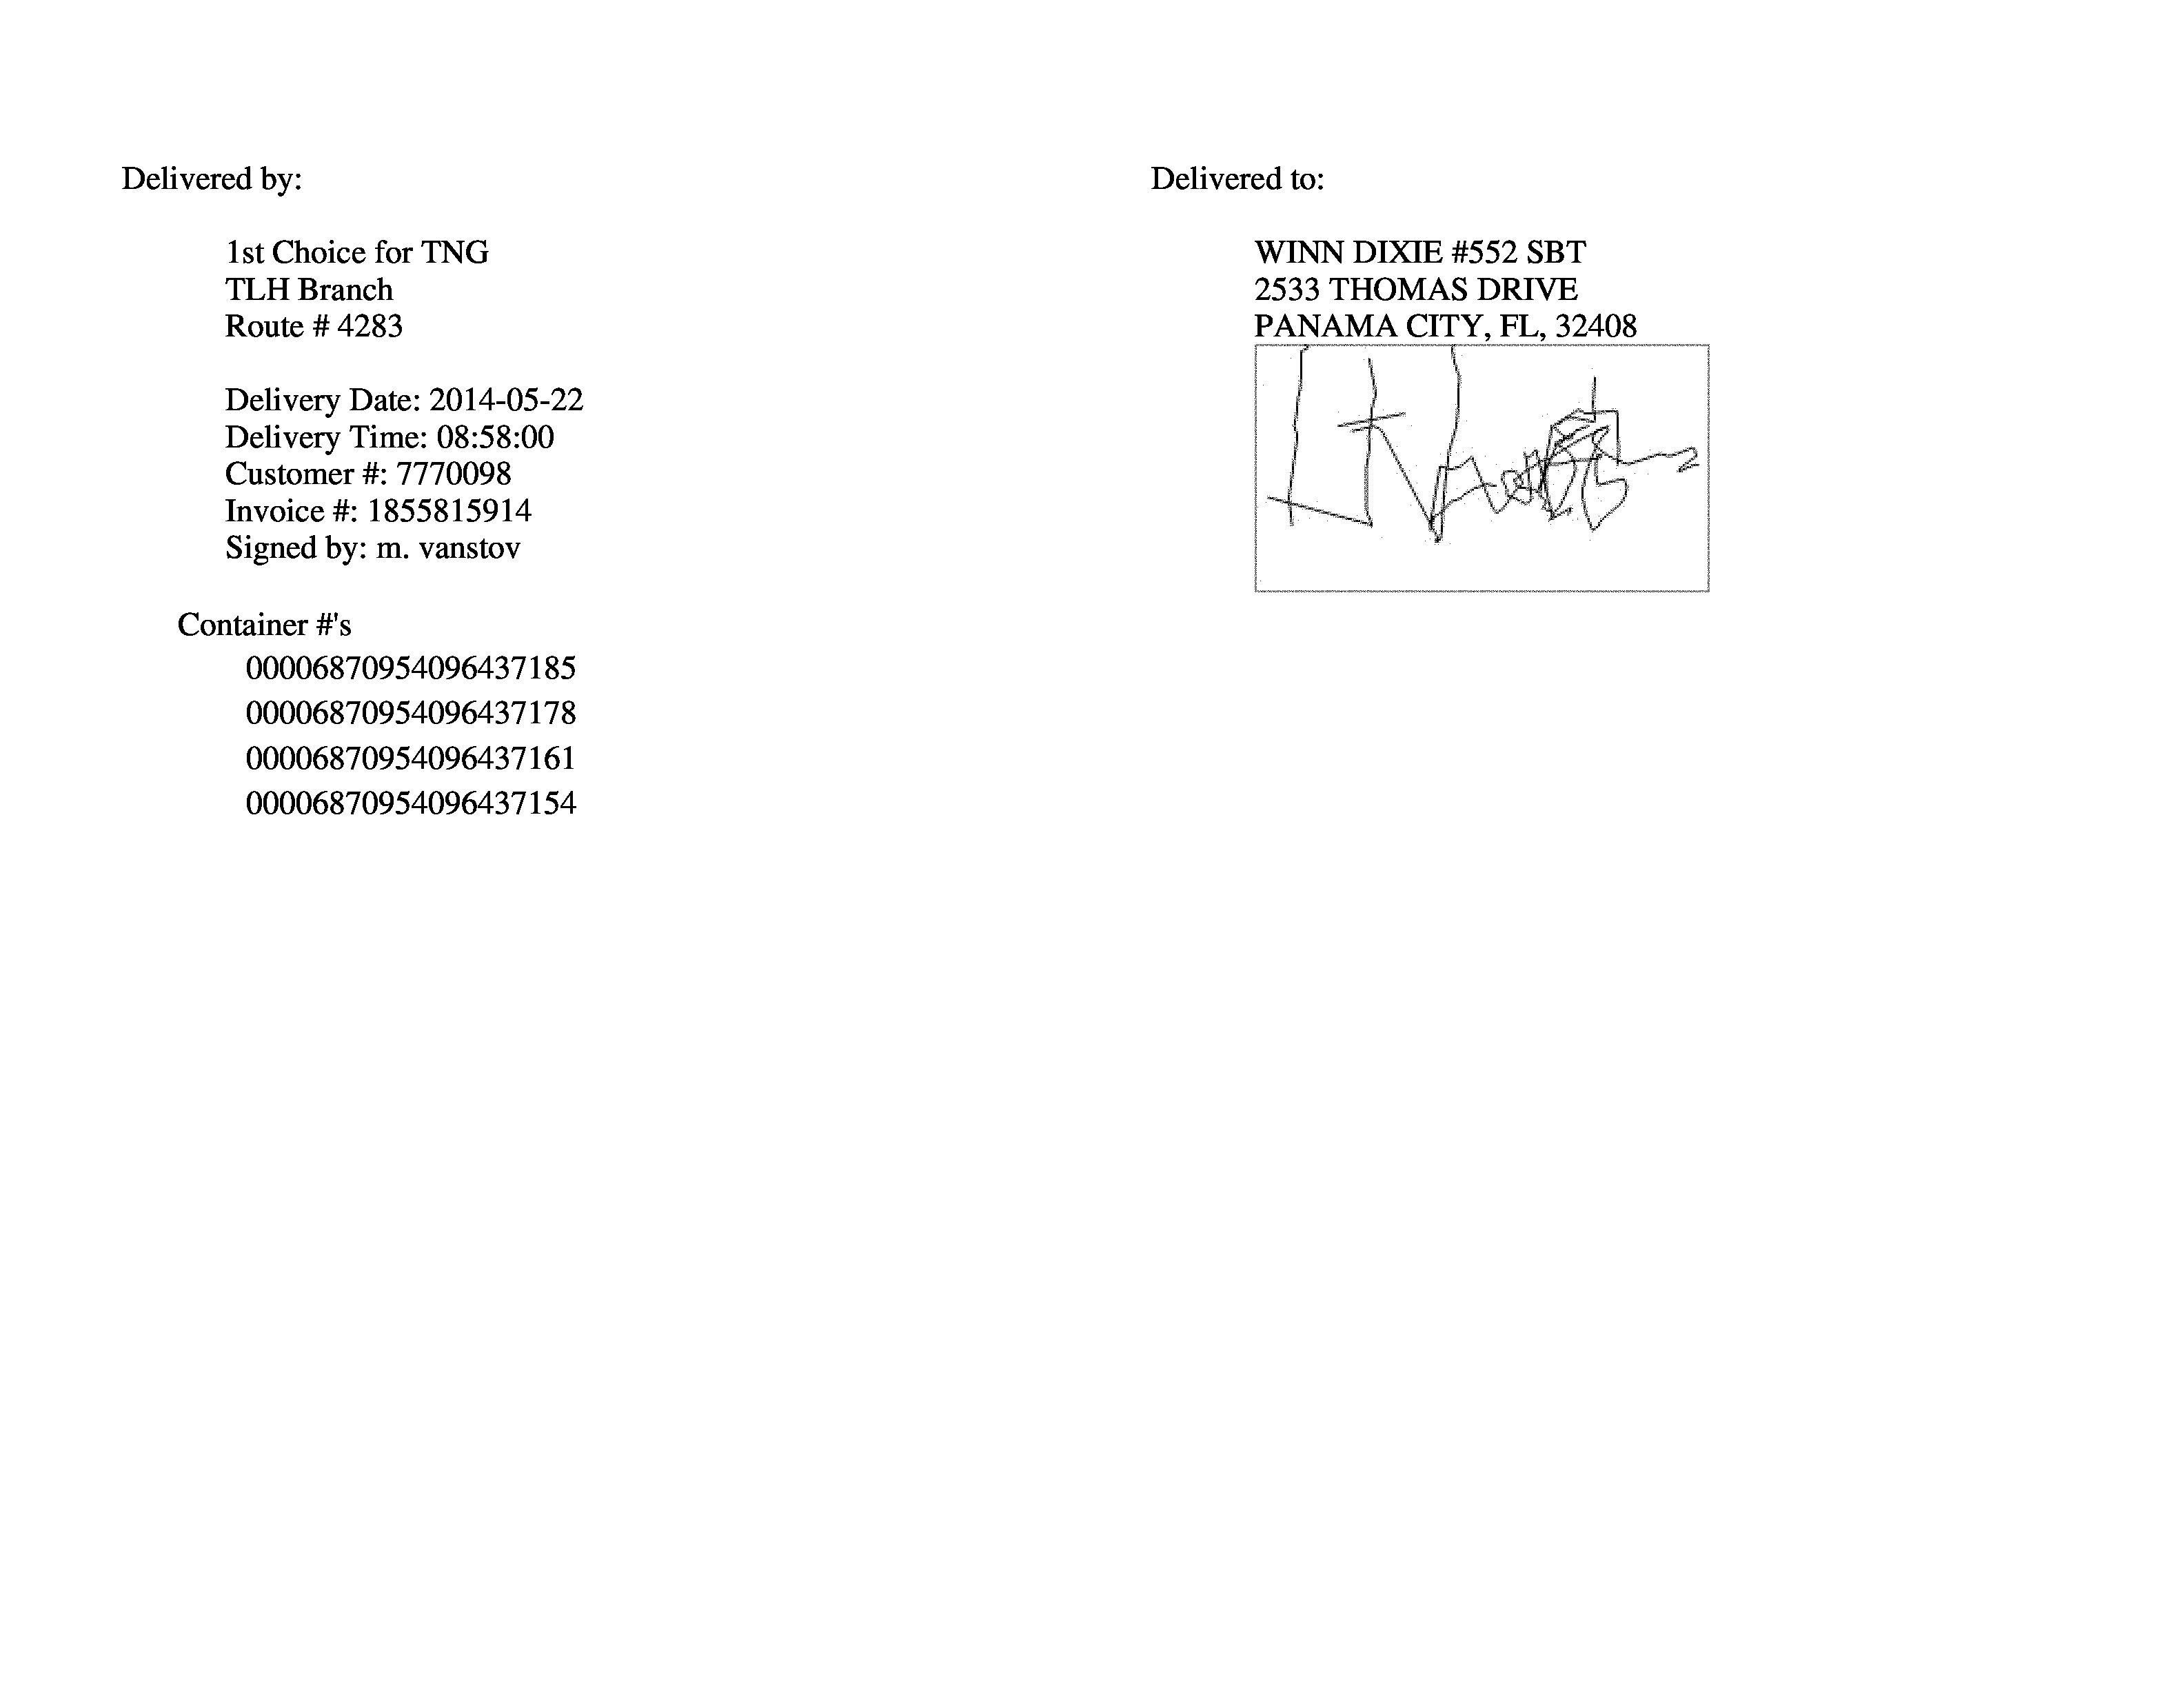 Delivered by:
1st Choice for TNG
TLH Branch
Route # 4283
Delivery Date: 2014-05-22
Delivery Time: 08:58:00
Customer #: 7770098
Invoice #: 1855815914
Signed by: m. vanstov
Container #'s
00006870954096437185
00006870954096437178
00006870954096437161
00006870954096437154
Delivered to:
WINN DIXIE #552 SBT
2533 THOMAS DRIVE
PANAMA CITY, FL, 32408